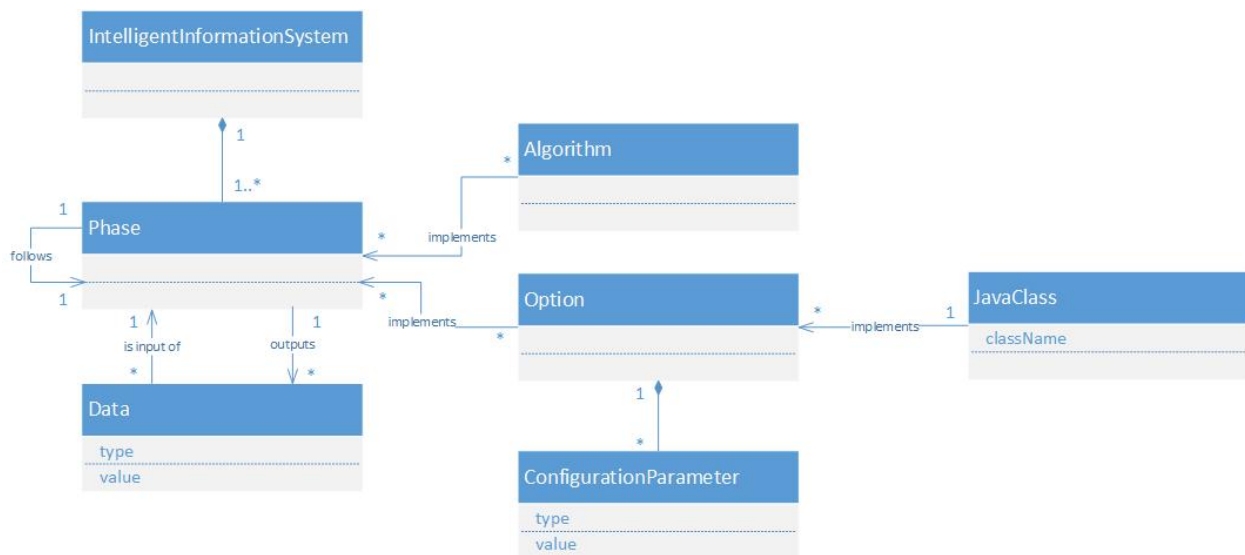 IntelligentInformationSystem
1
1..*
Algorithm
*
implements
*
Phase
1
follows
1
*
implements
*
Option
*
implements
1
JavaClass
className
1
is input of
*
1
outputs
*
Data
type
value
1
*
ConfigurationParameter
type
value